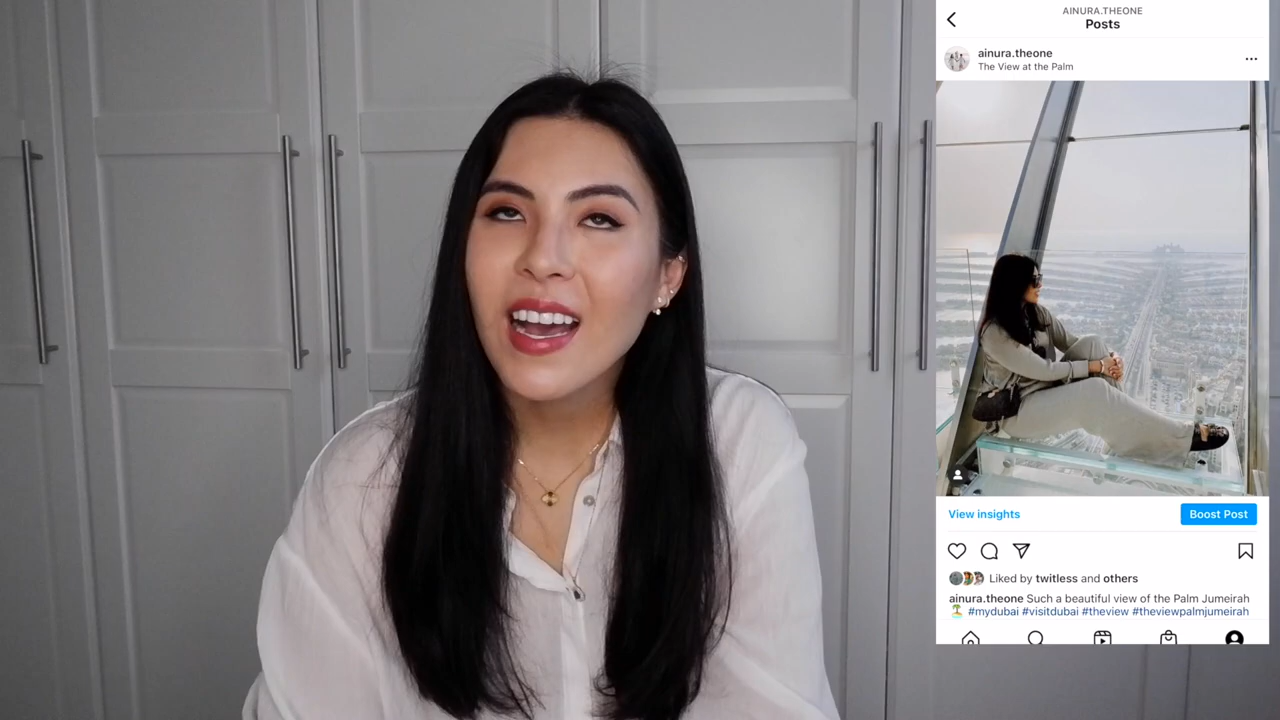 AINURA.THEONE
Posts
ainura.theone
The View at the Palm
View insights
Boost Post
Liked by twitless and others
ainura.theone Such a beautiful view of the Palm Jumeirah
🏝️ #mydubai #visitdubai #theview #theviewpalmjumeirah